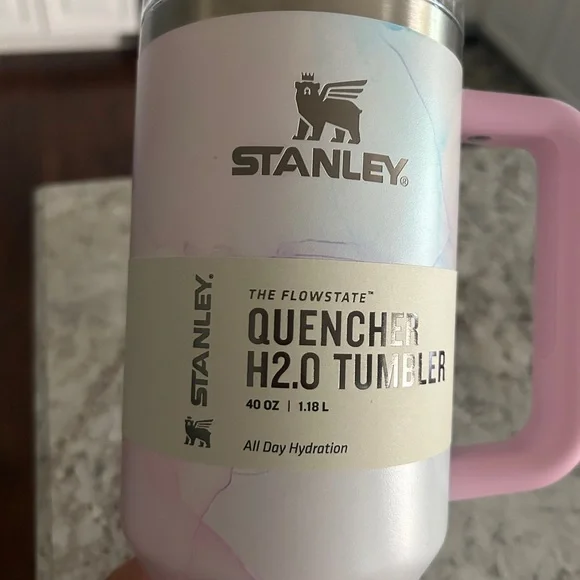 STANLEY®
STANLEY.
THE FLOWSTATE™
QUENCHER
H2.0 TUMBLER
40 OZ | 1.18 L
All Day Hydration